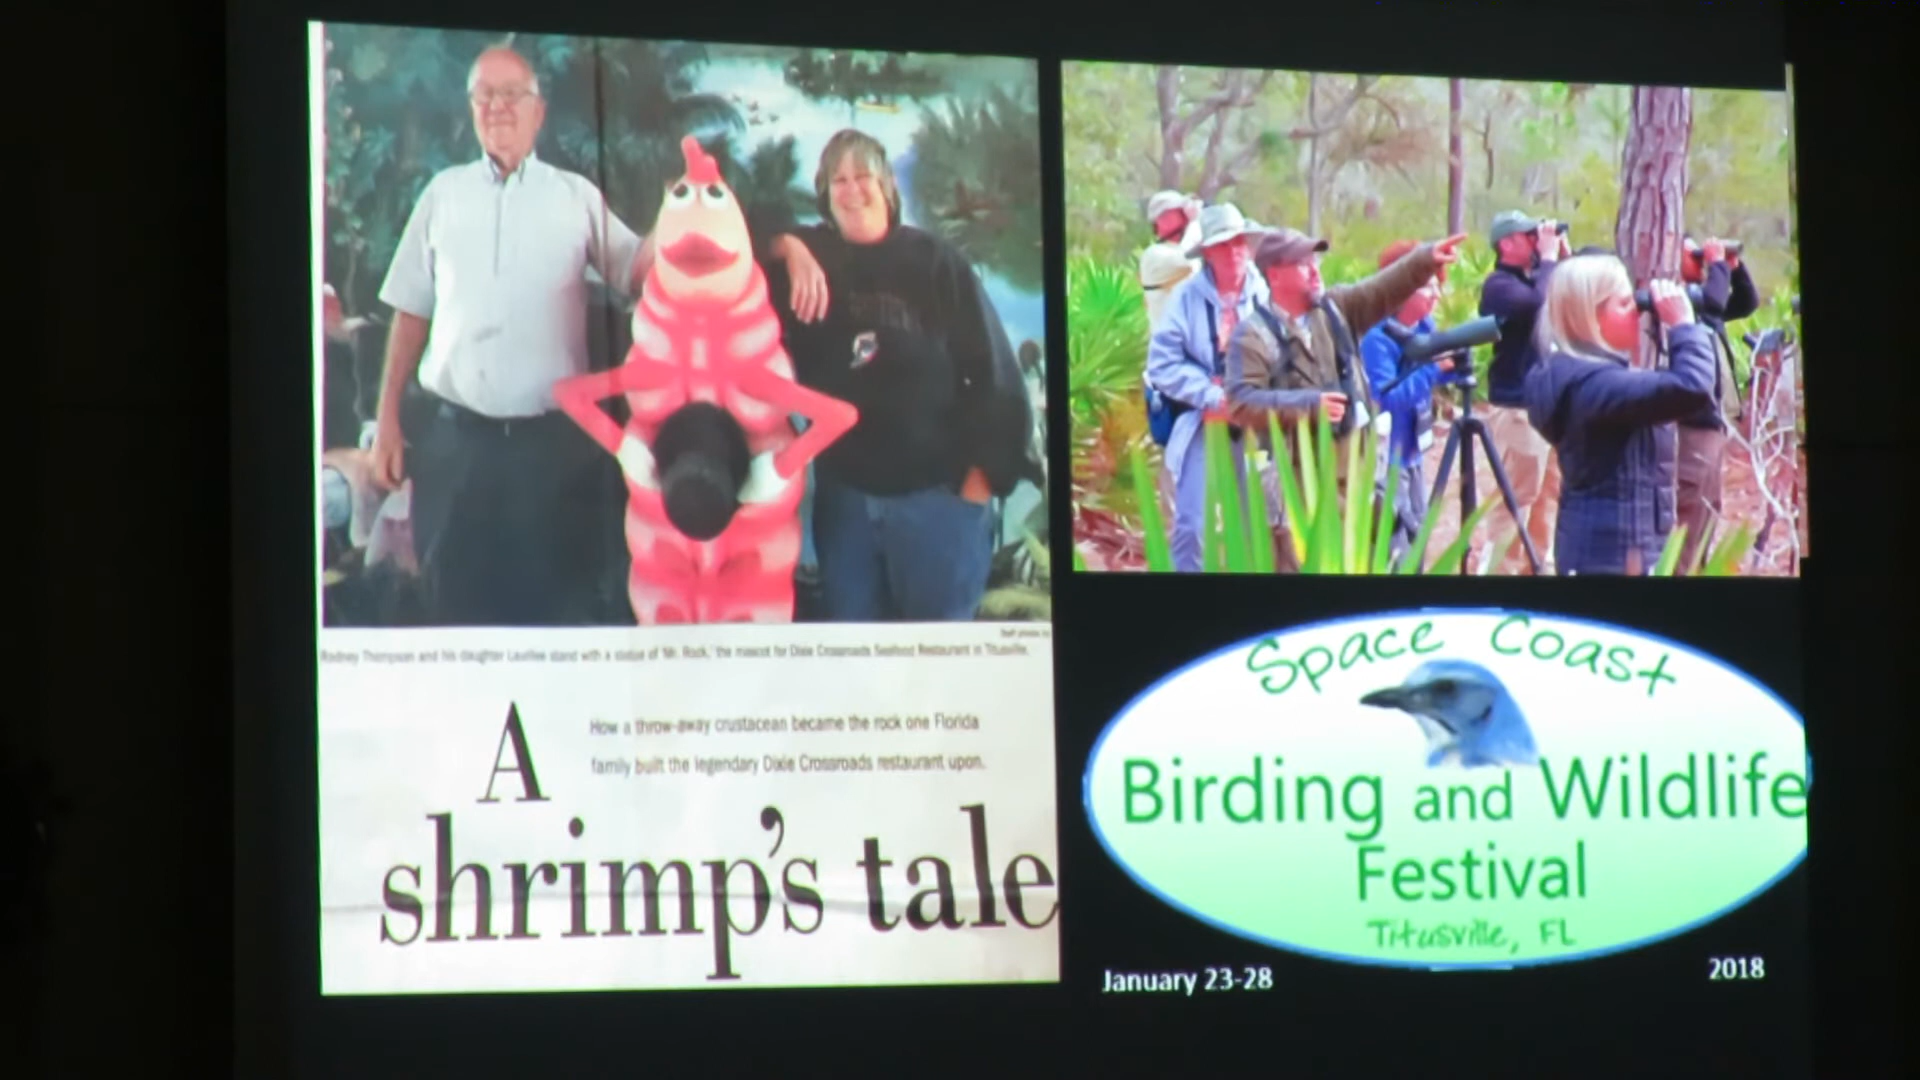 Rodney Thompson and his daughter Laurilee stand with a statue of 'Mr. Rock,' the mascot for Dixie Crossroads Seafood Restaurant in Titusville.
A
How a throw-away crustacean became the rock one Florida
family built the legendary Dixie Crossroads restaurant upon.
shrimp's tale
Space Coast
Birding and Wildlife
Festival
Titusville, FL
January 23-28
2018